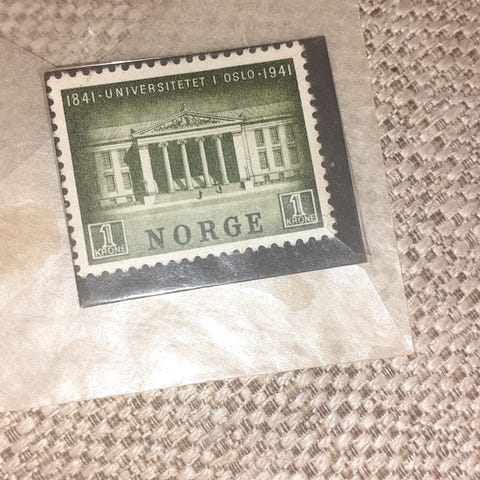 1841 · UNIVERSITETET I OSLO · 1941
1 KRONE
NORGE
1 KRONE